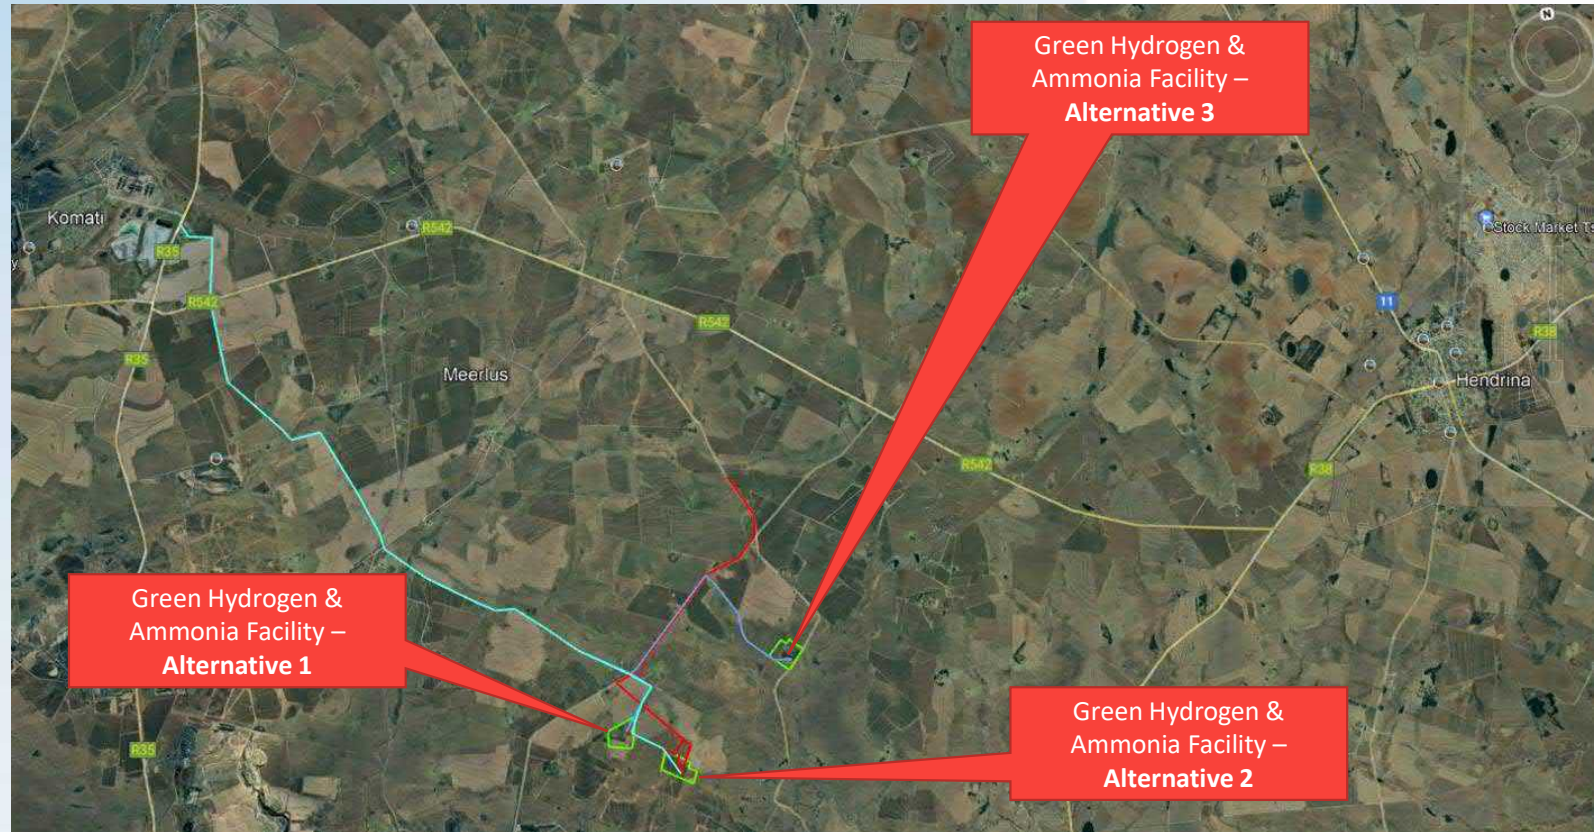 N
Green Hydrogen &
Ammonia Facility –
Alternative 3
Komati
R542
R35
Stock Market Ts
y
R542
11
R542
R38
R35
Meerlus
Hendrina
R542
R38
Green Hydrogen &
Ammonia Facility –
Alternative 1
Green Hydrogen &
Ammonia Facility –
Alternative 2
R35